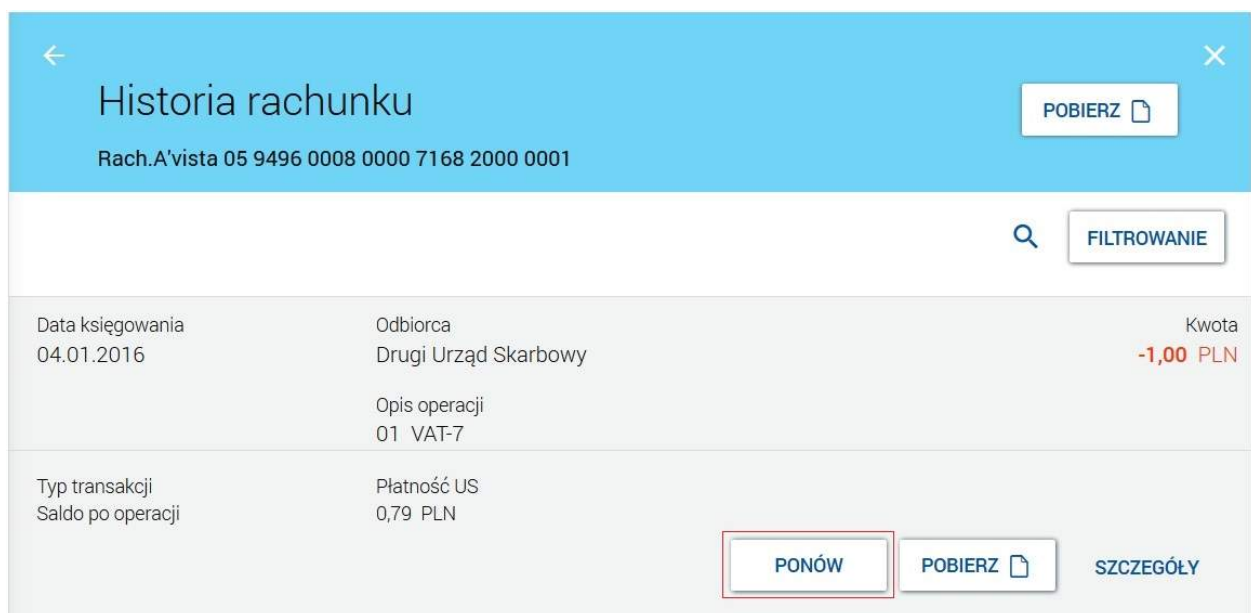 Historia rachunku
POBIERZ
Rach.A'vista 05 9496 0008 0000 7168 2000 0001
FILTROWANIE
Data księgowania Odbiorca Kwota
04.01.2016 Drugi Urząd Skarbowy -1,00 PLN
Opis operacji
01 VAT-7
Typ transakcji Płatność US
Saldo po operacji 0,79 PLN
PONÓW POBIERZ SZCZEGÓŁY